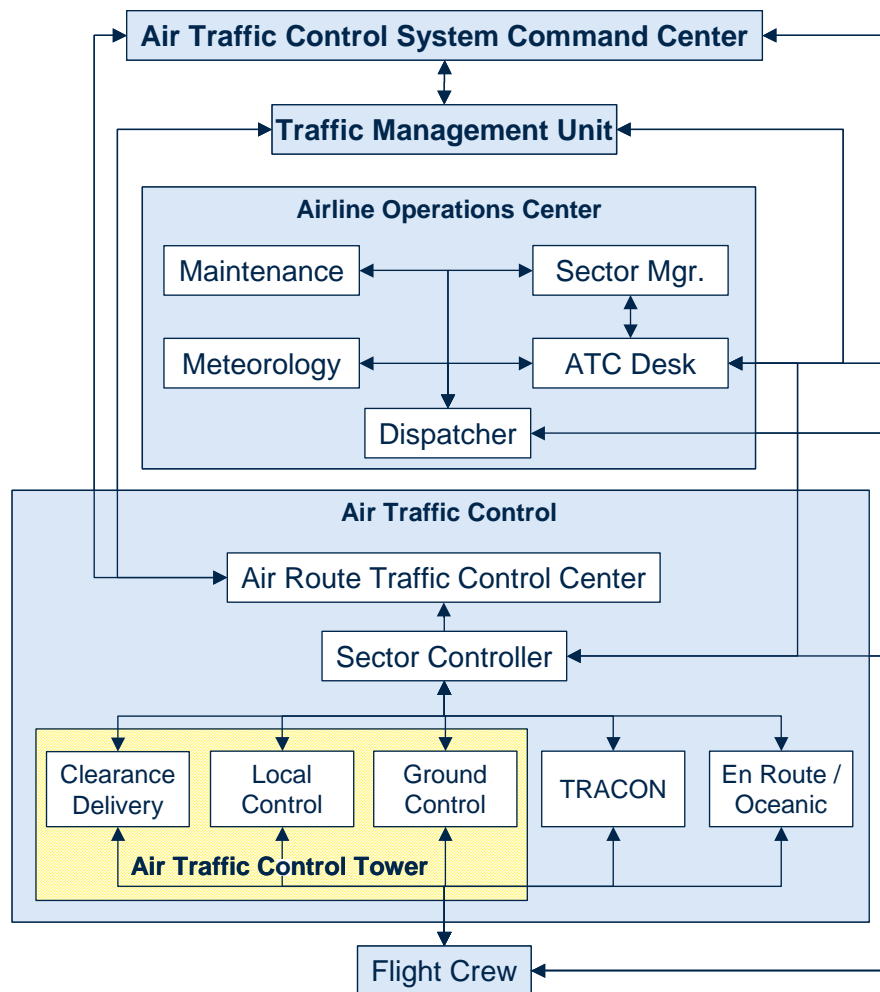 Air Traffic Control System Command Center
Traffic Management Unit
Airline Operations Center
Maintenance
Sector Mgr.
Meteorology
ATC Desk
Dispatcher
Air Traffic Control
Air Route Traffic Control Center
Sector Controller
Clearance
Delivery
Local
Control
Ground
Control
TRACON
En Route /
Oceanic
Air Traffic Control Tower
Flight Crew